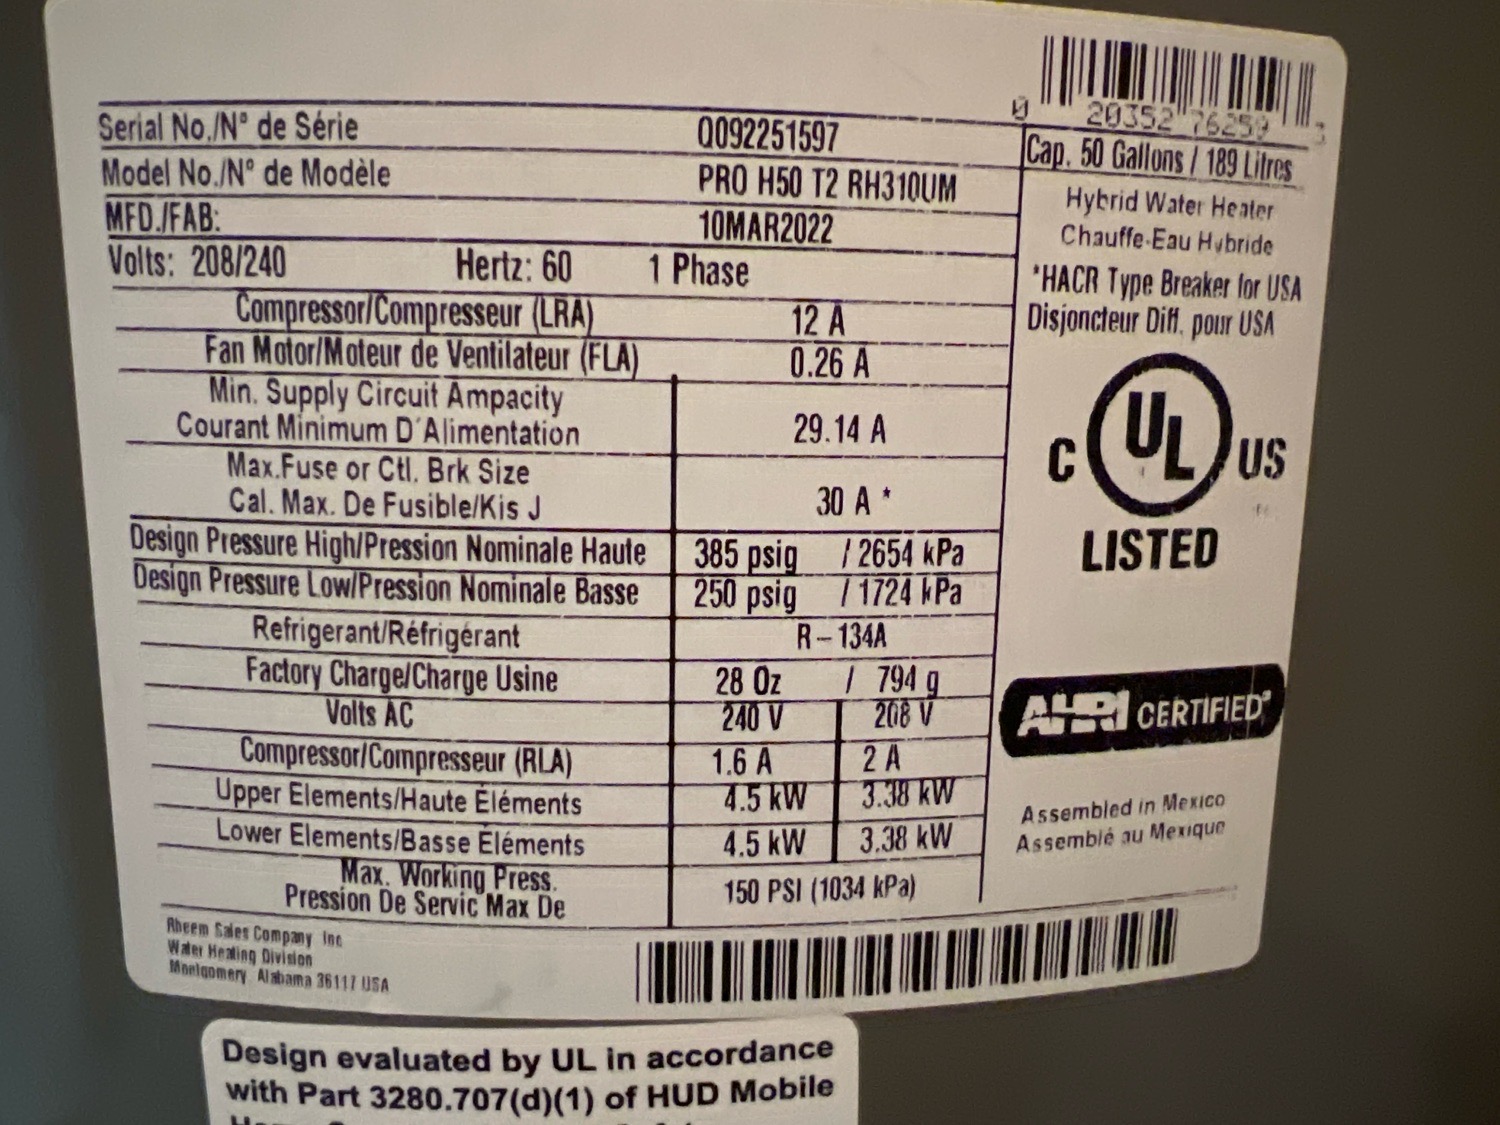 0 20352 76259 3
Serial No./N° de Série Q092251597
Cap. 50 Gallons / 189 Litres
Model No./N° de Modèle PRO H50 T2 RH310UM
Hybrid Water Heater
MFD./FAB: 10MAR2022
Chauffe-Eau Hybride
Volts: 208/240 Hertz: 60 1 Phase
*HACR Type Breaker for USA
Disjoncteur Diff. pour USA
Compressor/Compresseur (LRA) 12 A
Fan Motor/Moteur de Ventilateur (FLA) 0.26 A
Min. Supply Circuit Ampacity
Courant Minimum D'Alimentation 29.14 A
C UL US
LISTED
Max.Fuse or Ctl. Brk Size
Cal. Max. De Fusible/Kis J 30 A *
Design Pressure High/Pression Nominale Haute 385 psig / 2654 kPa
Design Pressure Low/Pression Nominale Basse 250 psig / 1724 kPa
Refrigerant/Réfrigérant R-134A
Factory Charge/Charge Usine 28 Oz / 794 g
AHRI CERTIFIED
Volts AC 240 V 208 V
Compressor/Compresseur (RLA) 1.6 A 2 A
Upper Elements/Haute Éléments 4.5 kW 3.38 kW
Lower Elements/Basse Éléments 4.5 kW 3.38 kW
Assembled in Mexico
Assemblé au Mexique
Max. Working Press.
Pression De Servic Max De 150 PSI (1034 kPa)
Rheem Sales Company Inc
Water Heating Division
Montgomery Alabama 36117 USA
Design evaluated by UL in accordance
with Part 3280.707(d)(1) of HUD Mobile